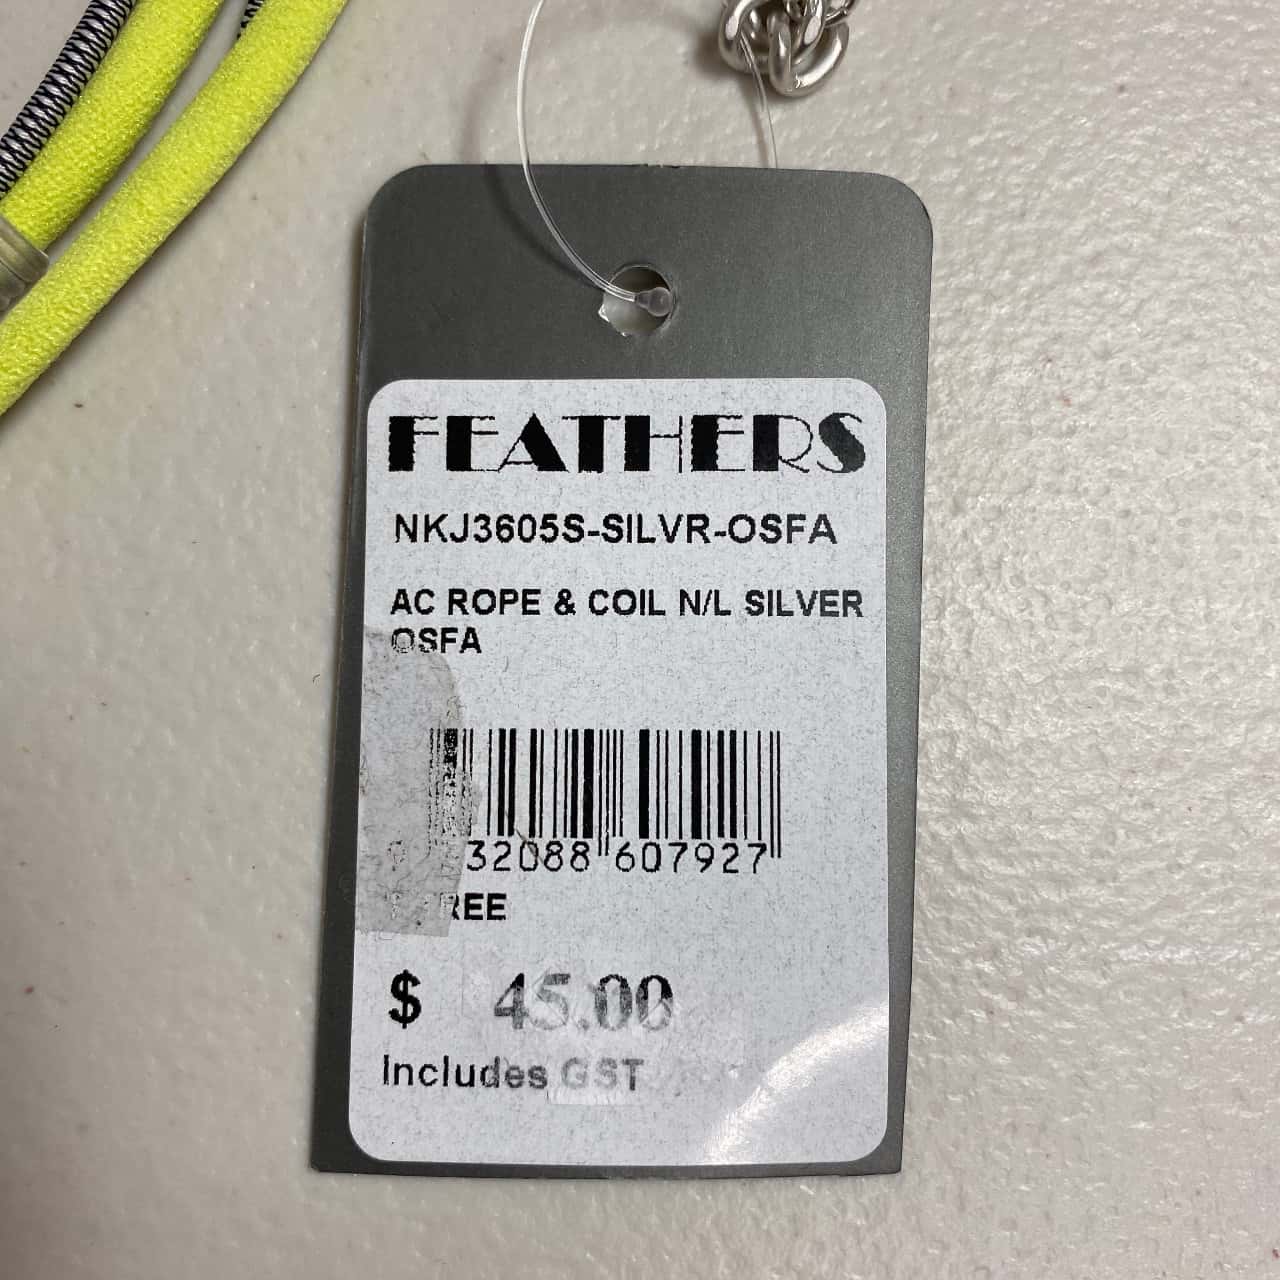 FEATHERS
NKJ3605S-SILVR-OSFA
AC ROPE & COIL N/L SILVER
OSFA
32088 607927
$ 45.00
Includes GST